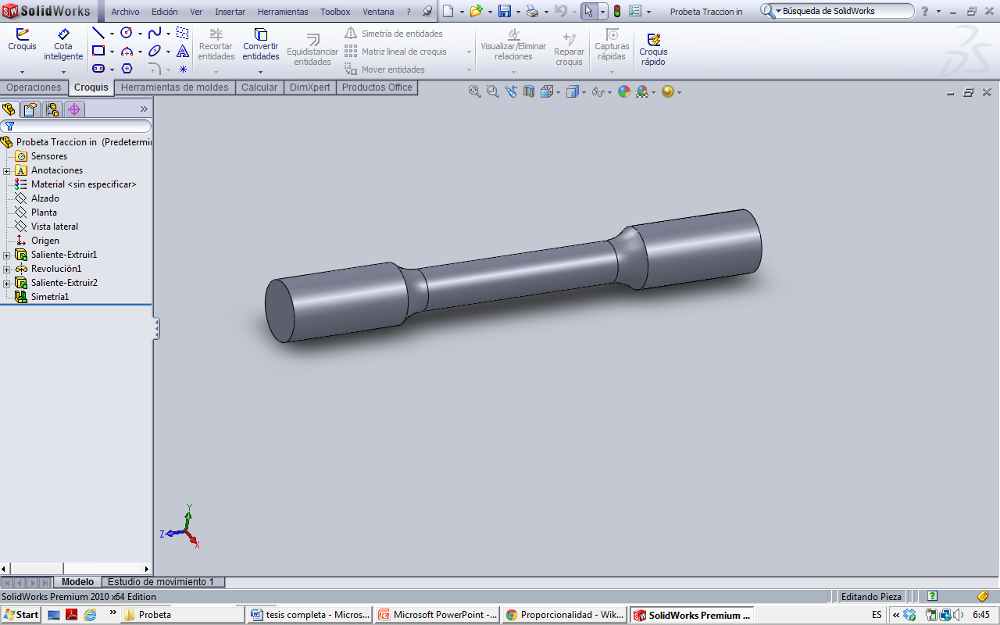 SolidWorks Archivo Edición Ver Insertar Herramientas Toolbox Ventana ? Probeta Traccion in Búsqueda de SolidWorks ?
Croquis
Cota inteligente
Recortar entidades
Convertir entidades
Equidistanciar entidades
Simetría de entidades
Matriz lineal de croquis
Mover entidades
Visualizar/Eliminar relaciones
Reparar croquis
Capturas rápidas
Croquis rápido
Operaciones Croquis Herramientas de moldes Calcular DimXpert Productos Office
Probeta Traccion in (Predetermi
Sensores
A Anotaciones
Material <sin especificar>
Alzado
Planta
Vista lateral
Origen
Saliente-Extruir1
Revolución1
Saliente-Extruir2
Simetría1
Y
Z
X
Modelo Estudio de movimiento 1
SolidWorks Premium 2010 x64 Edition Editando Pieza
Start » Probeta tesis completa - Micros... Microsoft PowerPoint -... Proporcionalidad - Wik... SolidWorks Premium ... ES « 6:45